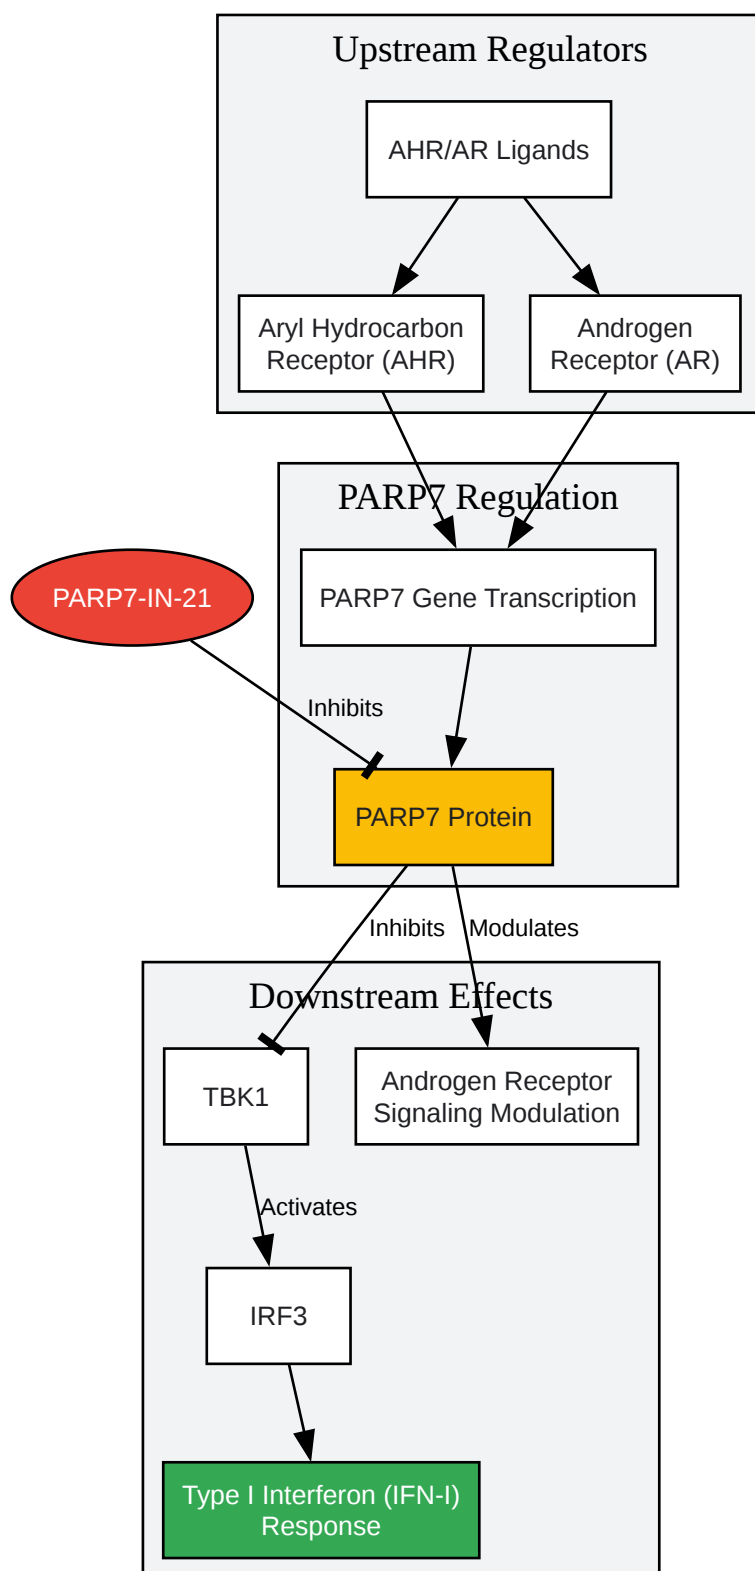 Upstream Regulators
AHR/AR Ligands
Aryl Hydrocarbon
Receptor (AHR)
Androgen
Receptor (AR)
PARP7 Regulation
PARP7 Gene Transcription
PARP7-IN-21
Inhibits
PARP7 Protein
Inhibits
Modulates
Downstream Effects
TBK1
Androgen Receptor
Signaling Modulation
Activates
IRF3
Type I Interferon (IFN-I)
Response